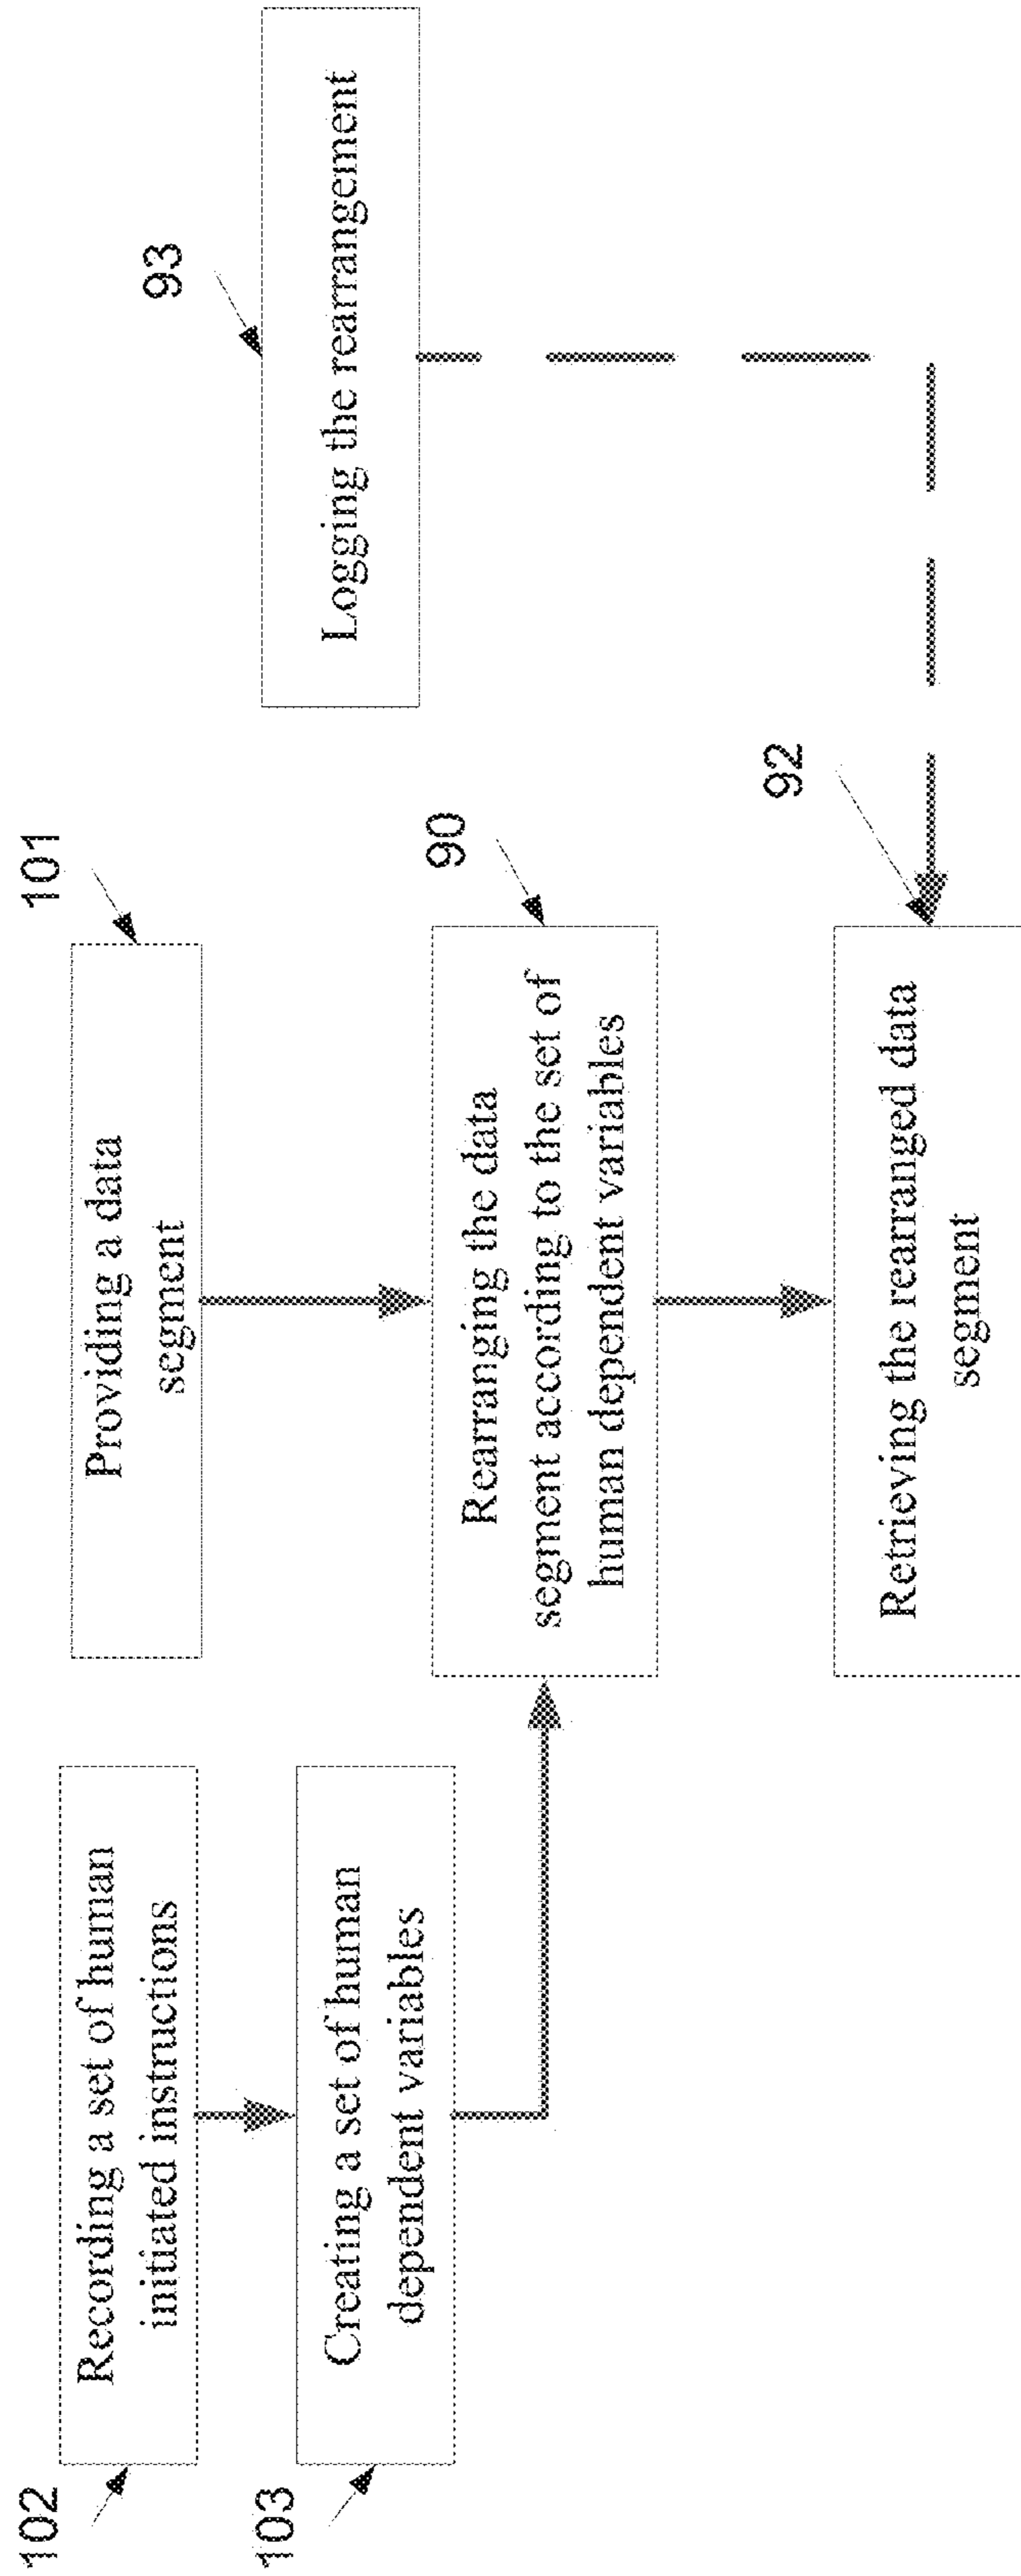 102
Recording a set of human
initiated instructions
103
Creating a set of human
dependent variables
101
Providing a data
segment
90
Rearranging the data
segment according to the set of
human dependent variables
92
Retrieving the rearranged data
segment
93
Logging the rearrangement